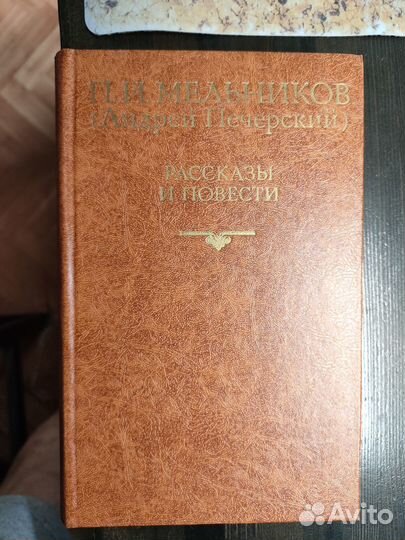 П. И. МЕЛЬНИКОВ
(Андрей Печерский)
РАССКАЗЫ
И ПОВЕСТИ
Avito